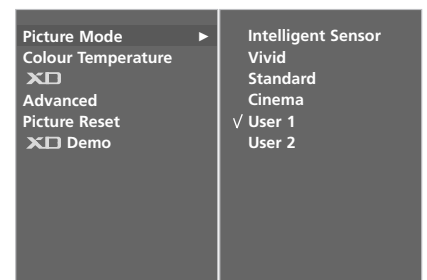 Picture Mode ►
Colour Temperature
XD
Advanced
Picture Reset
XD Demo
Intelligent Sensor
Vivid
Standard
Cinema
√ User 1
User 2